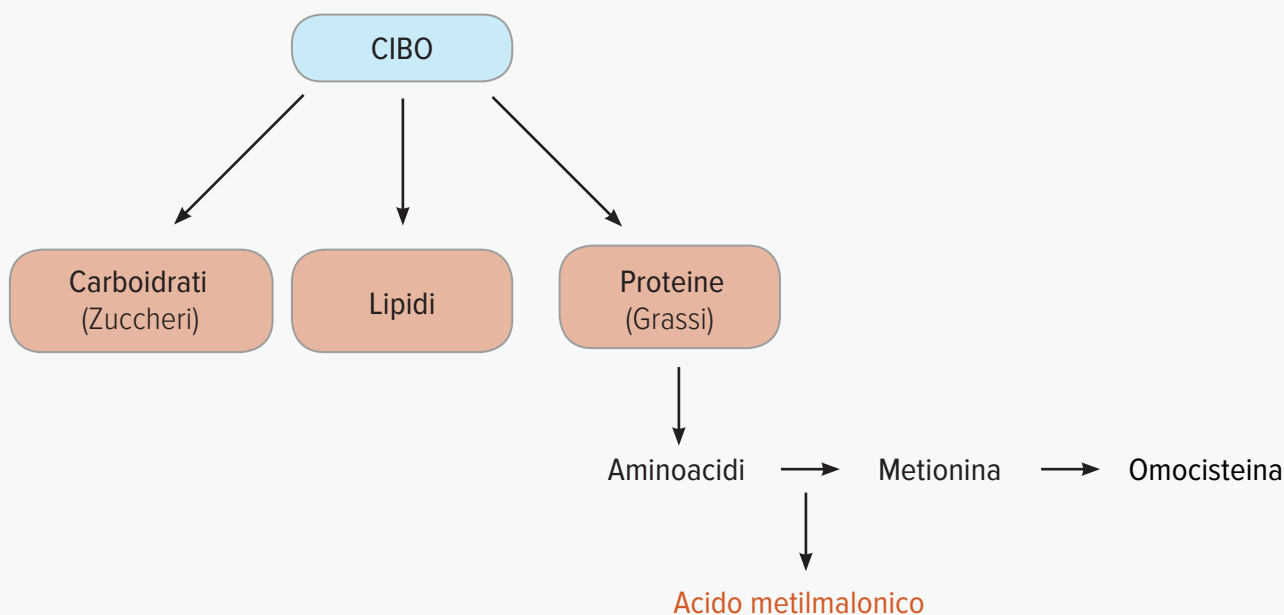 CIBO
Carboidrati
(Zuccheri)
Lipidi
Proteine
(Grassi)
Aminoacidi
Metionina
Omocisteina
Acido metilmalonico